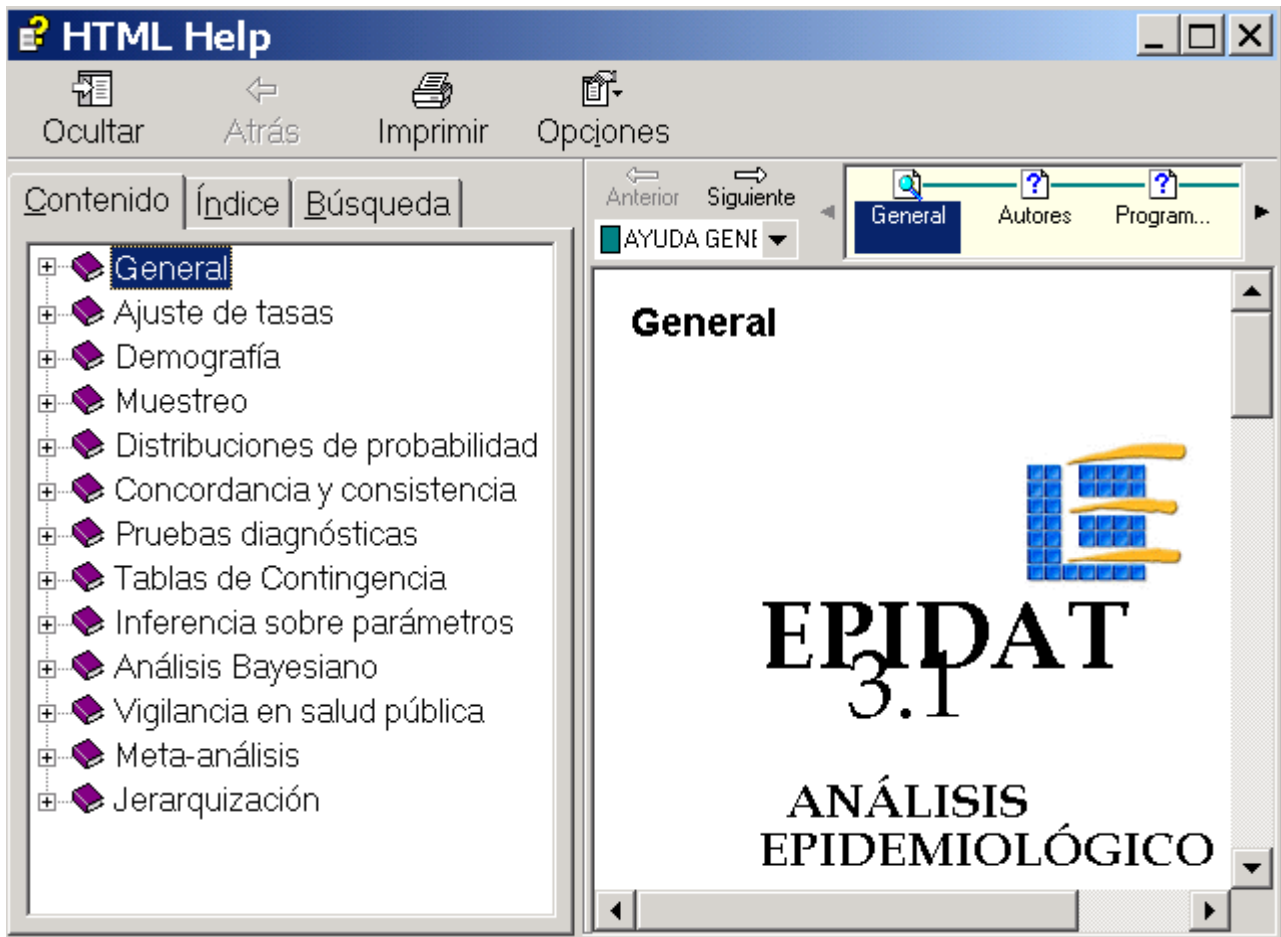 HTML Help
Ocultar Atrás Imprimir Opciones
Contenido Índice Búsqueda
General
Ajuste de tasas
Demografía
Muestreo
Distribuciones de probabilidad
Concordancia y consistencia
Pruebas diagnósticas
Tablas de Contingencia
Inferencia sobre parámetros
Análisis Bayesiano
Vigilancia en salud pública
Meta-análisis
Jerarquización
Anterior Siguiente
AYUDA GENE
General Autores Program...
General
EPIDAT
3.1
ANÁLISIS
EPIDEMIOLÓGICO